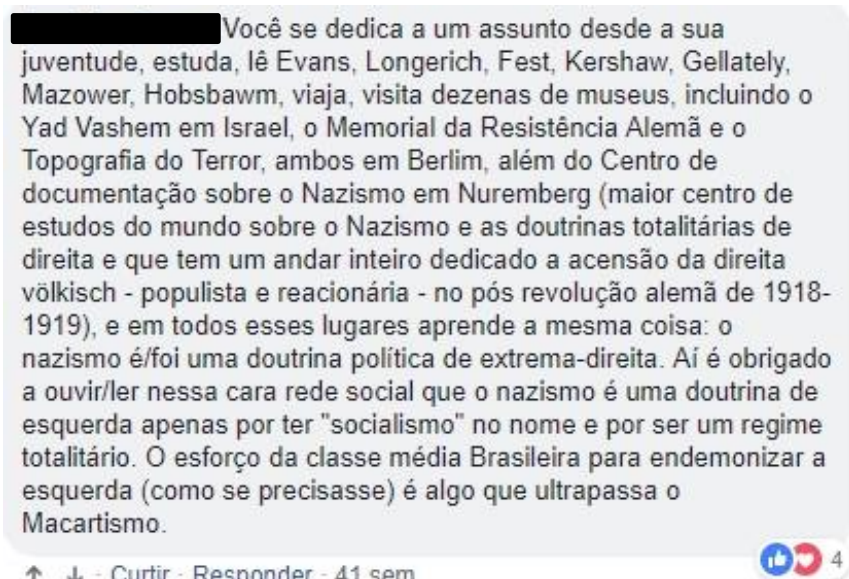 Você se dedica a um assunto desde a sua
juventude, estuda, lê Evans, Longerich, Fest, Kershaw, Gellately,
Mazower, Hobsbawm, viaja, visita dezenas de museus, incluindo o
Yad Vashem em Israel, o Memorial da Resistência Alemã e o
Topografia do Terror, ambos em Berlim, além do Centro de
documentação sobre o Nazismo em Nuremberg (maior centro de
estudos do mundo sobre o Nazismo e as doutrinas totalitárias de
direita e que tem um andar inteiro dedicado a acensão da direita
völkisch - populista e reacionária - no pós revolução alemã de 1918-
1919), e em todos esses lugares aprende a mesma coisa: o
nazismo é/foi uma doutrina política de extrema-direita. Aí é obrigado
a ouvir/ler nessa cara rede social que o nazismo é uma doutrina de
esquerda apenas por ter "socialismo" no nome e por ser um regime
totalitário. O esforço da classe média Brasileira para endemonizar a
esquerda (como se precisasse) é algo que ultrapassa o
Macartismo.
4
Curtir · Responder · 41 sem